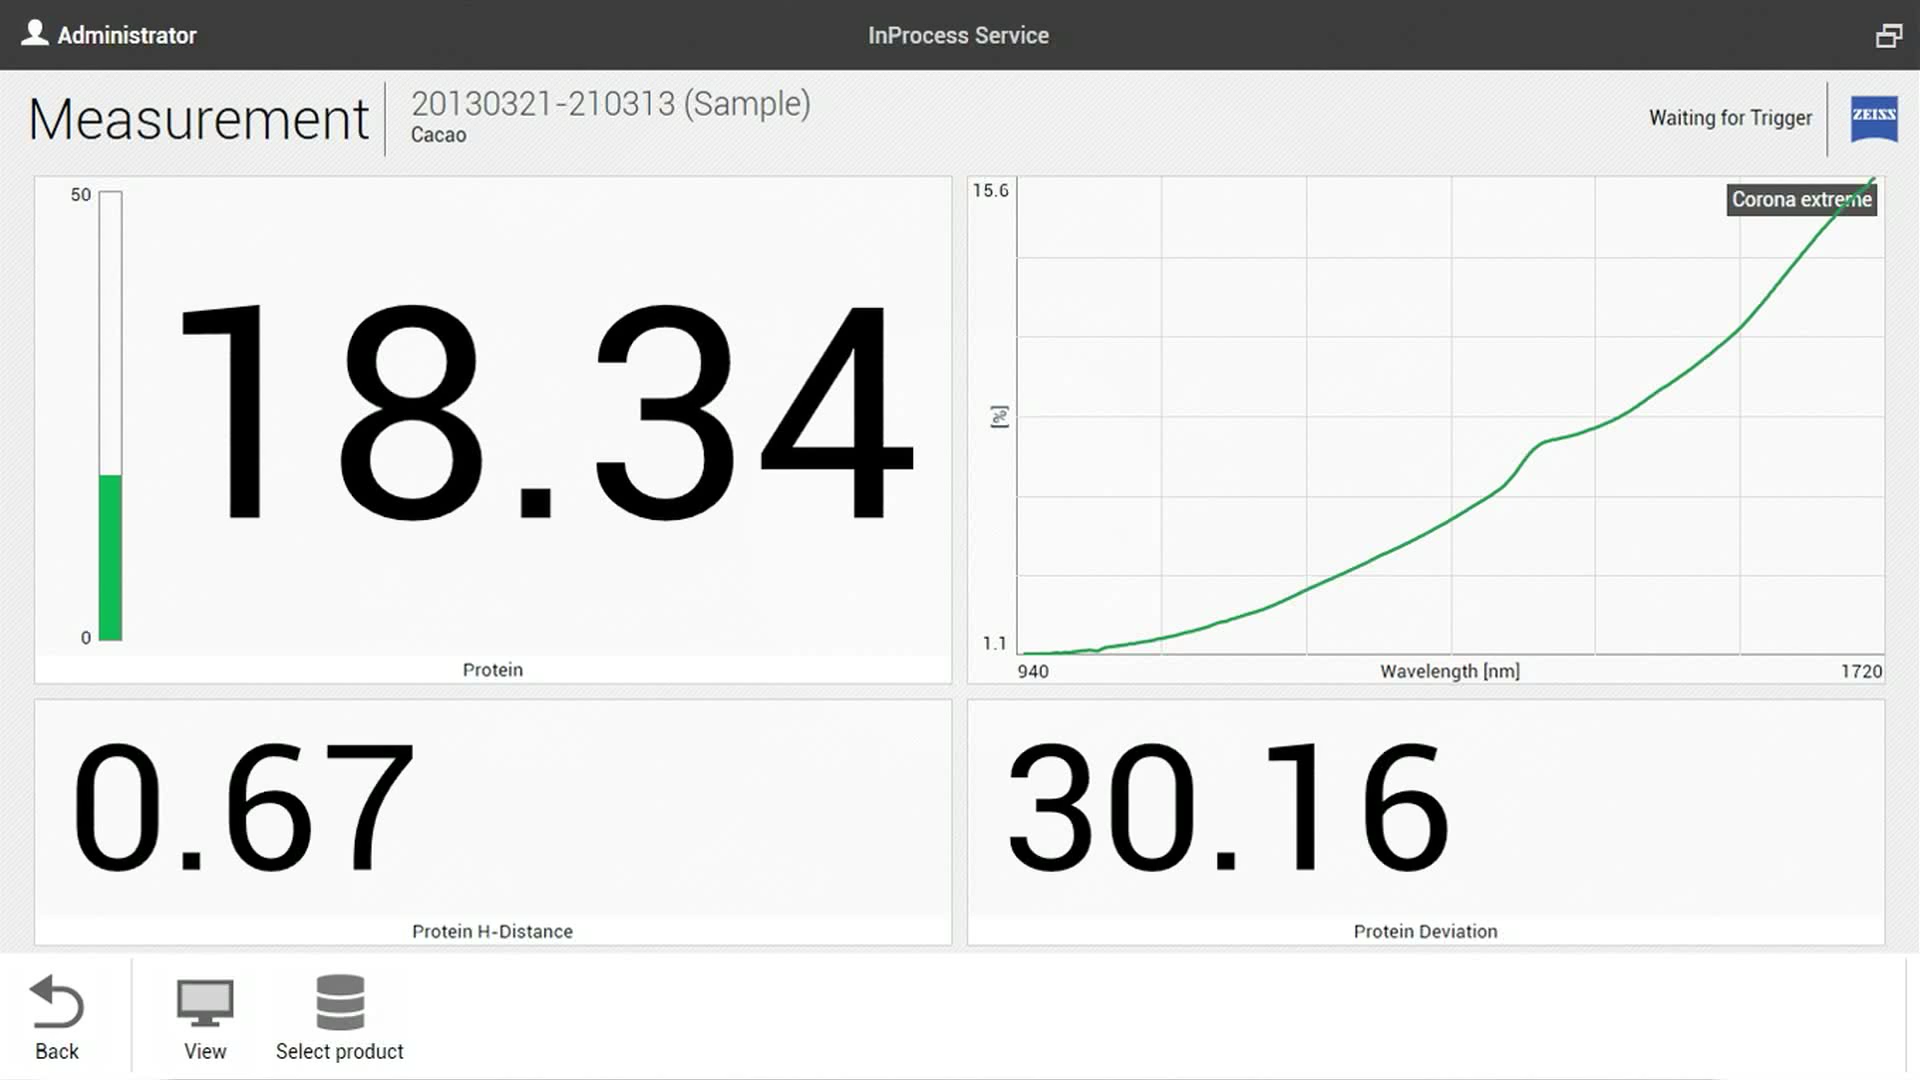 Administrator
InProcess Service
Measurement
20130321-210313 (Sample)
Cacao
Waiting for Trigger
ZEISS
50
18.34
0
Protein
15.6
Corona extreme
[%]
1.1
940
Wavelength [nm]
1720
0.67
Protein H-Distance
30.16
Protein Deviation
Back
View
Select product